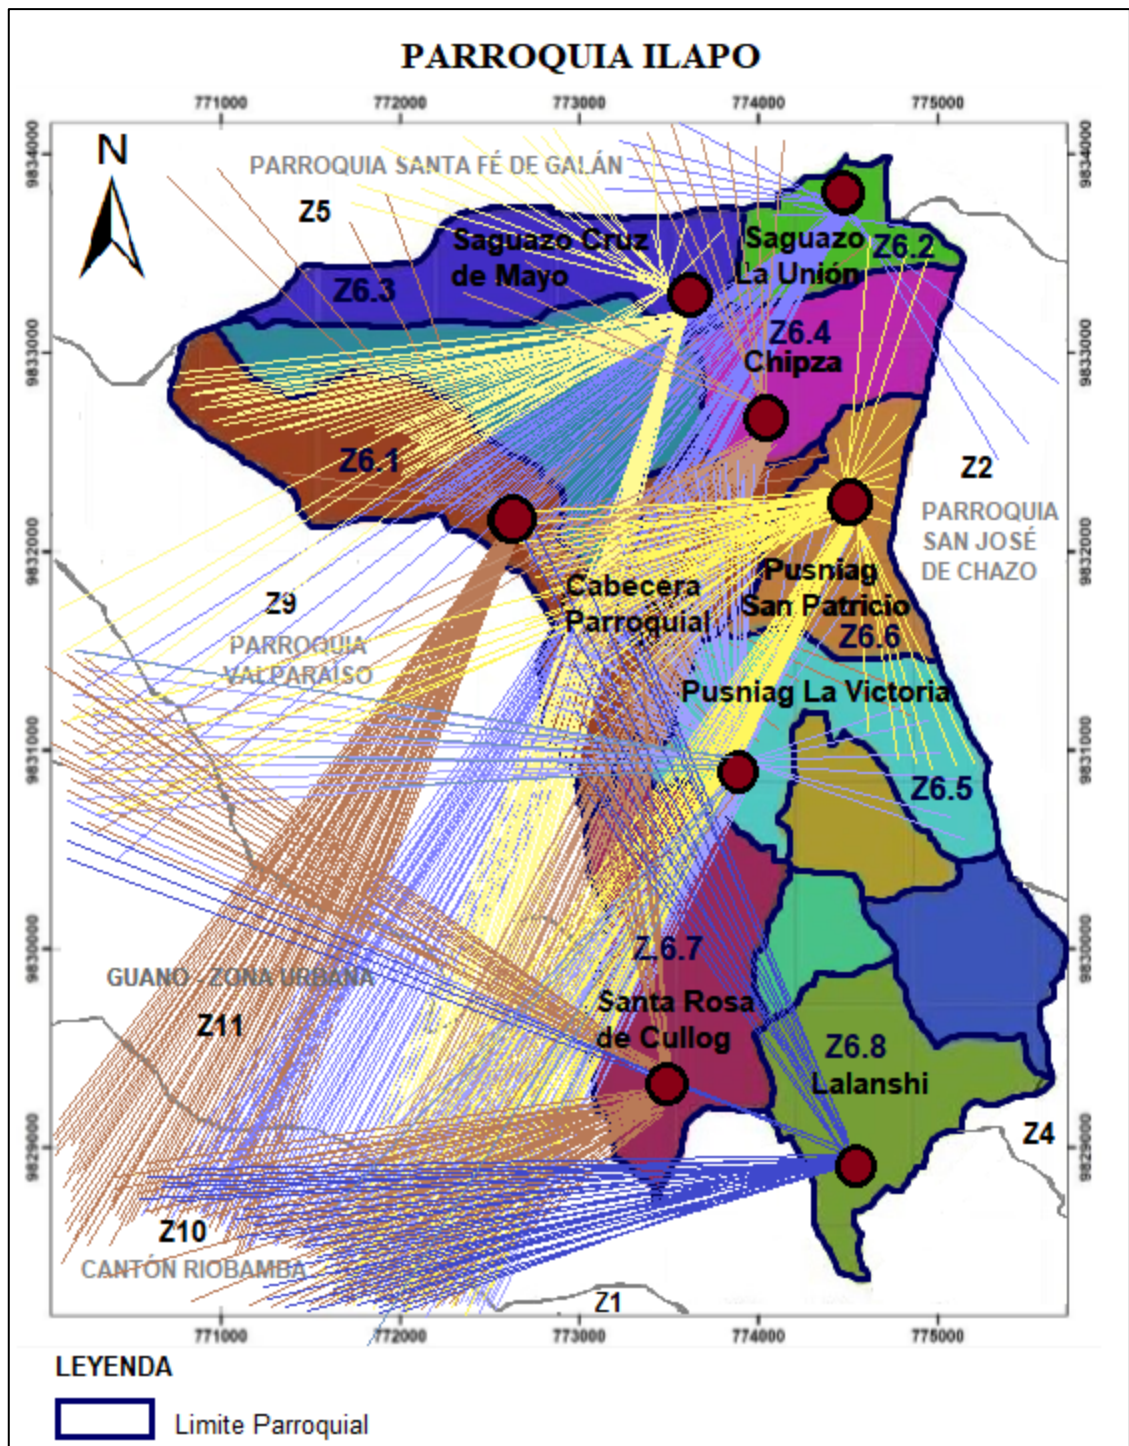 PARROQUIA ILAPO
771000 772000 773000 774000 775000
9834000
9834000
N
PARROQUIA SANTA FÉ DE GALÁN
Z5
Saguazo Cruz
de Mayo
Saguazo
La Unión
Z6.2
Z6.3
Z6.4
Chipza
9833000
9833000
Z6.1
Z2
PARROQUIA
SAN JOSÉ
DE CHAZO
9832000
9832000
Cabecera
Parroquial
Pusniag
San Patricio
Z6.6
Z9
PARROQUIA
VALPARAÍSO
Pusniag La Victoria
9831000
9831000
Z6.5
Z.6.7
9830000
9830000
GUANO - ZONA URBANA
Z11
Santa Rosa
de Cullog
Z6.8
Lalanshi
Z4
9829000
9829000
Z10
CANTÓN RIOBAMBA
Z1
771000 772000 773000 774000 775000
LEYENDA
Limite Parroquial